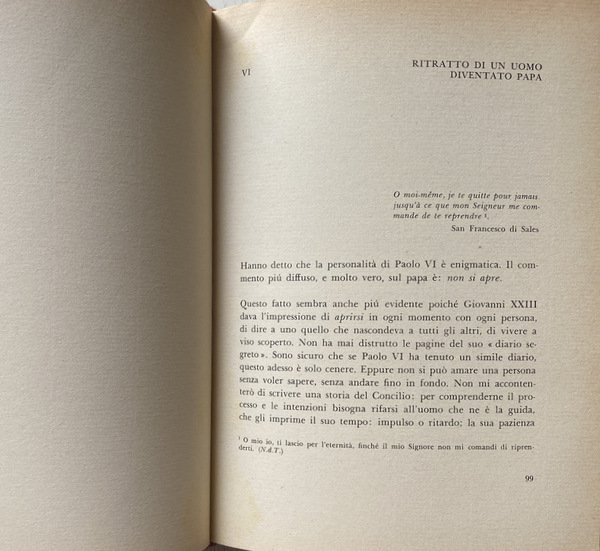 VI
RITRATTO DI UN UOMO
DIVENTATO PAPA
O moi-même, je te quitte pour jamais
jusqu'à ce que mon Seigneur me com-
mande de te reprendre ¹.
San Francesco di Sales
Hanno detto che la personalità di Paolo VI è enigmatica. Il com-
mento piú diffuso, e molto vero, sul papa è: non si apre.
Questo fatto sembra anche piú evidente poiché Giovanni XXIII
dava l'impressione di aprirsi in ogni momento con ogni persona,
di dire a uno quello che nascondeva a tutti gli altri, di vivere a
viso scoperto. Non ha mai distrutto le pagine del suo « diario se-
greto ». Sono sicuro che se Paolo VI ha tenuto un simile diario,
questo adesso è solo cenere. Eppure non si può amare una persona
senza voler sapere, senza andare fino in fondo. Non mi acconten-
terò di scrivere una storia del Concilio: per comprenderne il pro-
cesso e le intenzioni bisogna rifarsi all'uomo che ne è la guida,
che gli imprime il suo tempo: impulso o ritardo; la sua pazienza
¹ O mio io, ti lascio per l'eternità, finché il mio Signore non mi comandi di ripren-
derti. (N.d.T.)
99